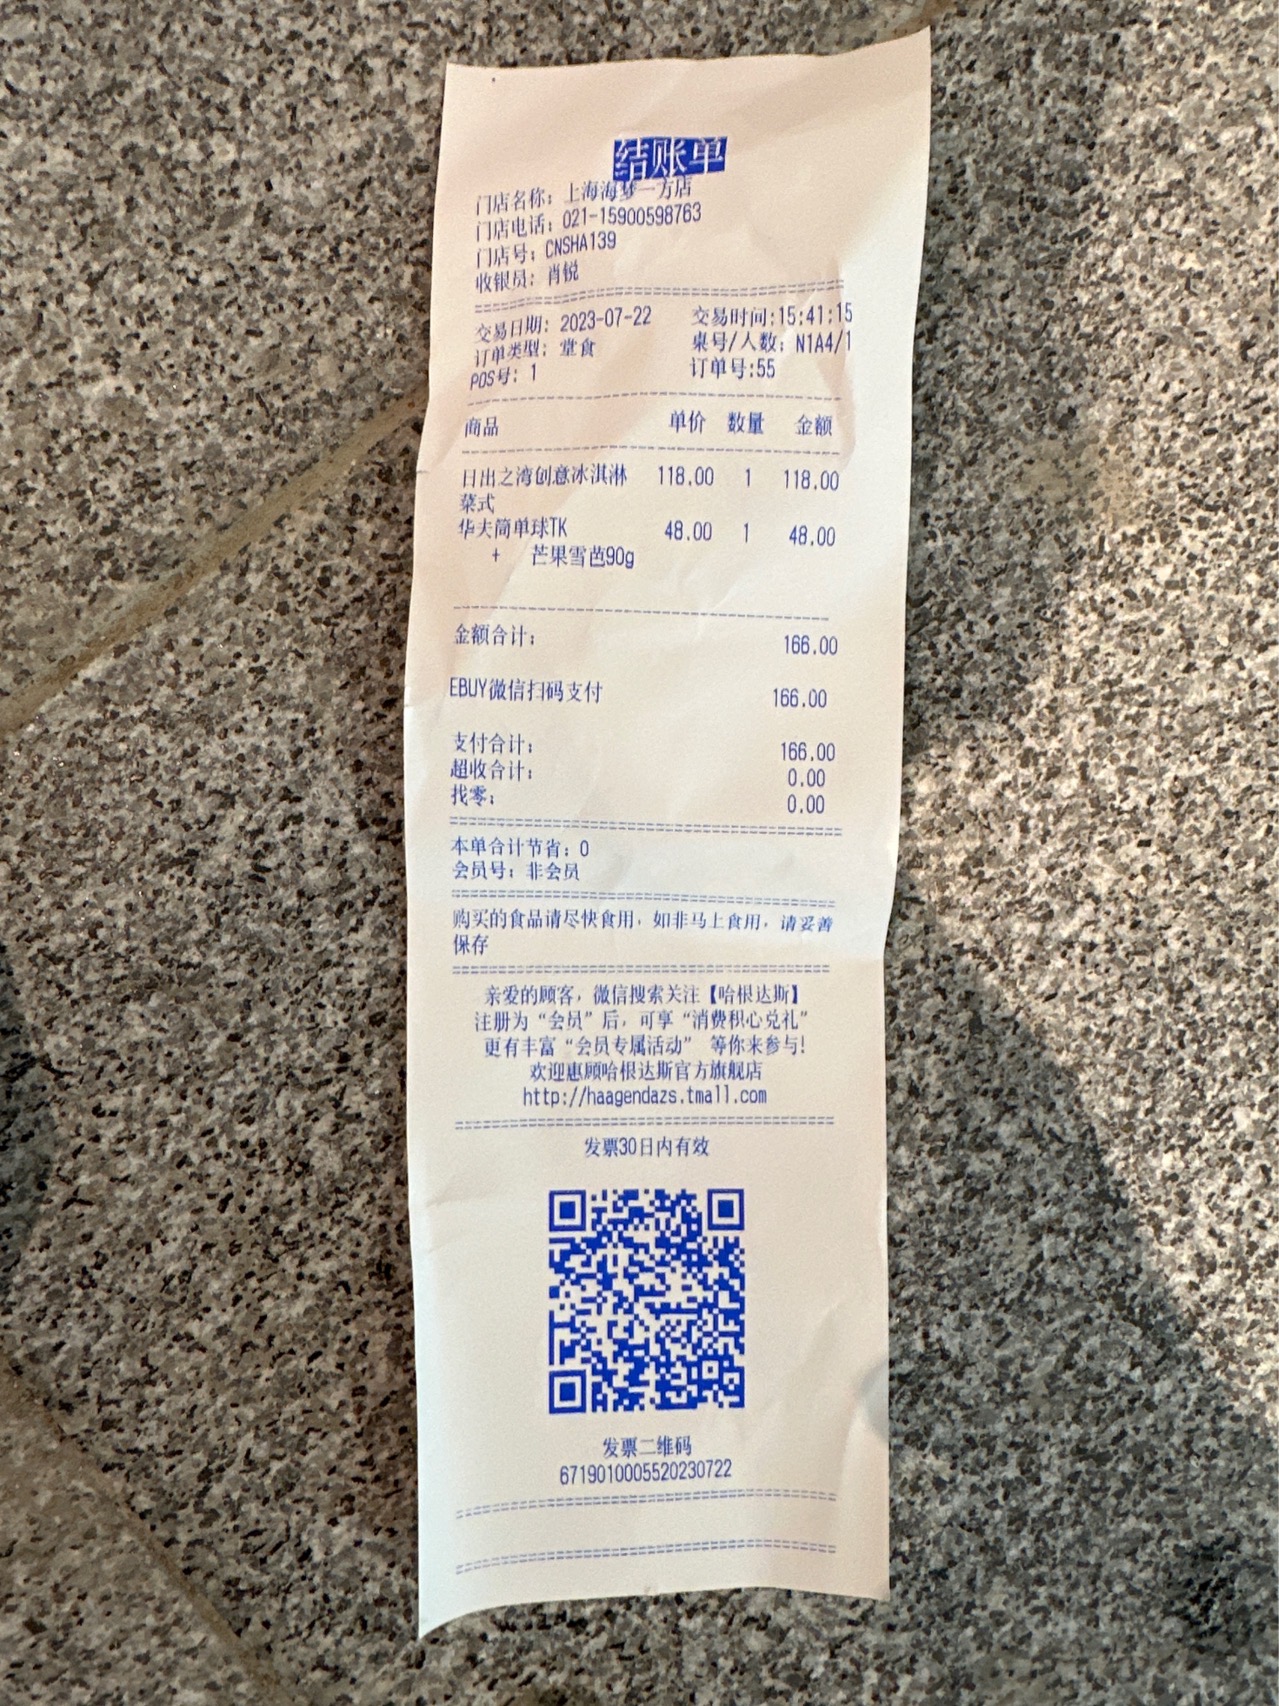 结账单
门店名称: 上海海梦一方店
门店电话: 021-15900598763
门店号: CNSHA139
收银员: 肖锐
交易日期: 2023-07-22 交易时间:15:41:15
订单类型: 堂食 桌号/人数: N1A4/1
POS号: 1 订单号:55
商品 单价 数量 金额
日出之湾创意冰淇淋 118.00 1 118.00
菜式
华夫简单球TK 48.00 1 48.00
+ 芒果雪芭90g
金额合计: 166.00
EBUY微信扫码支付 166.00
支付合计: 166.00
超收合计: 0.00
找零: 0.00
本单合计节省: 0
会员号: 非会员
购买的食品请尽快食用，如非马上食用，请妥善
保存
亲爱的顾客，微信搜索关注【哈根达斯】
注册为“会员”后，可享“消费积心兑礼”
更有丰富“会员专属活动” 等你来参与!
欢迎惠顾哈根达斯官方旗舰店
http://haagendazs.tmall.com
发票30日内有效
发票二维码
6719010005520230722